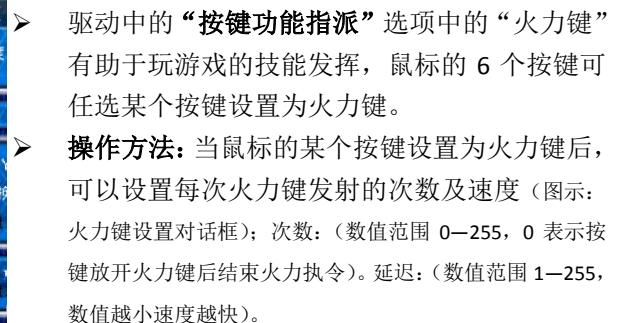 ➢ 驱动中的“按键功能指派”选项中的“火力键”
有助于玩游戏的技能发挥，鼠标的 6 个按键可
任选某个按键设置为火力键。
➢ 操作方法：当鼠标的某个按键设置为火力键后，
可以设置每次火力键发射的次数及速度（图示：
火力键设置对话框）；次数：（数值范围 0—255，0 表示按
键放开火力键后结束火力执令）。延迟：（数值范围 1—255，
数值越小速度越快）。